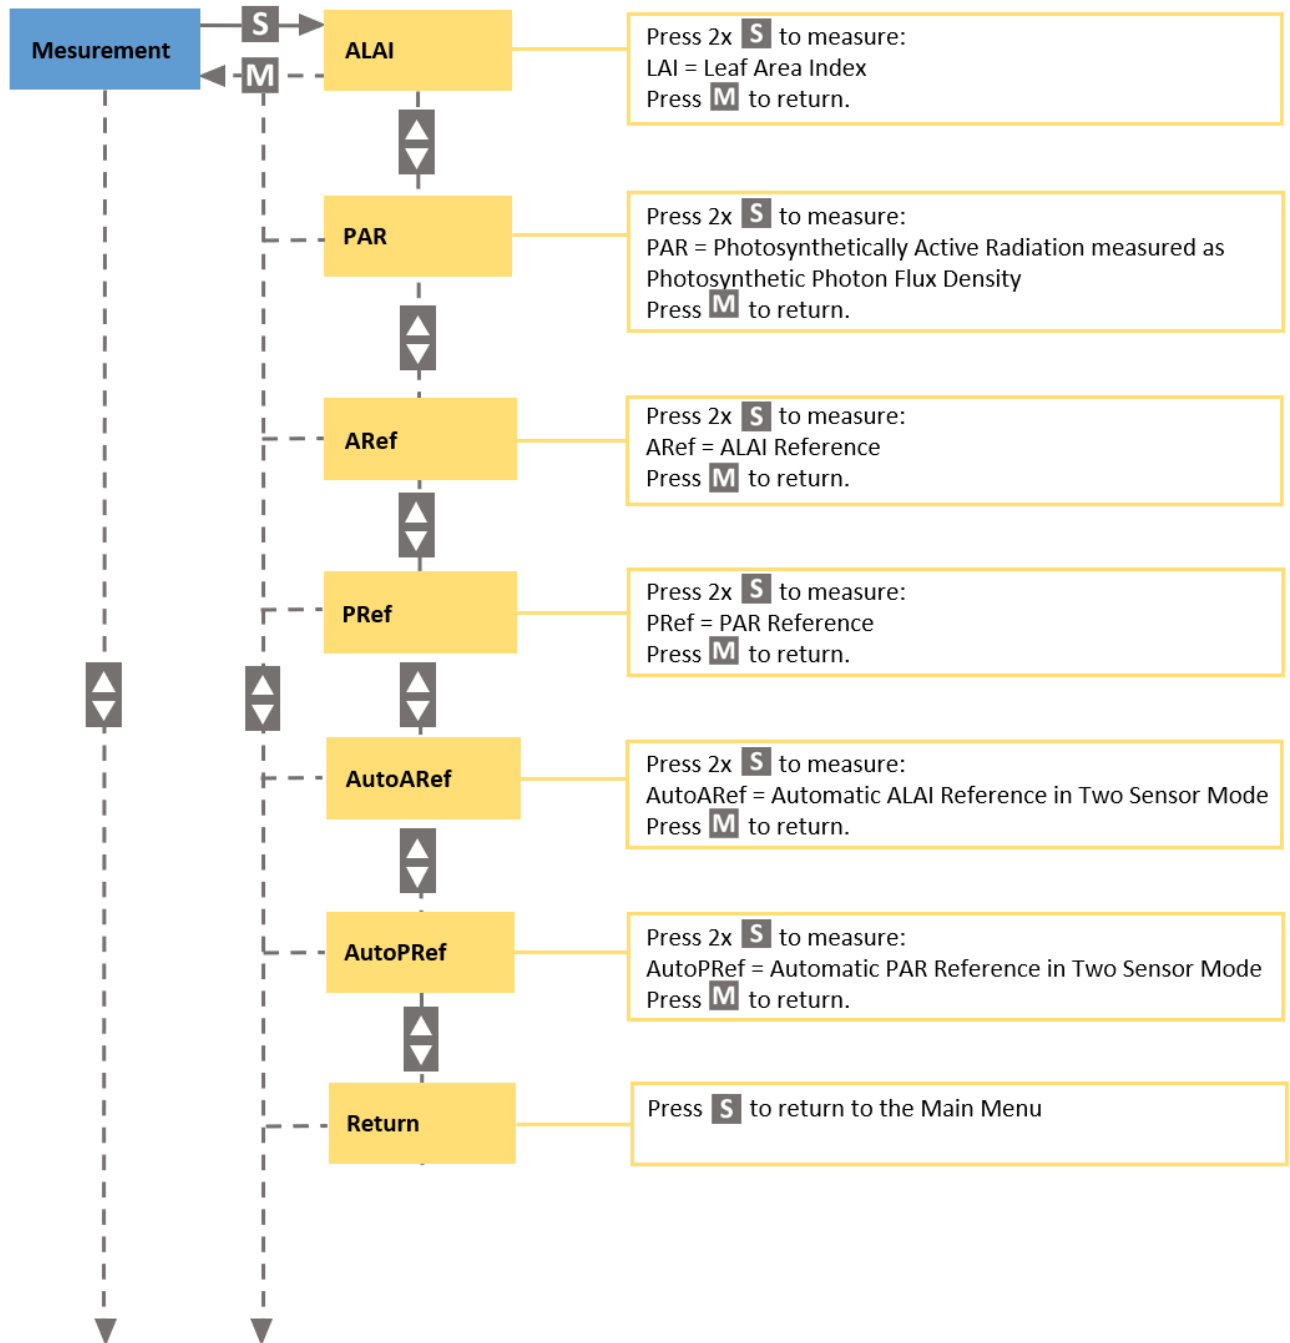 Mesurement
S
M
ALAI
Press 2x S to measure:
LAI = Leaf Area Index
Press M to return.
PAR
Press 2x S to measure:
PAR = Photosynthetically Active Radiation measured as
Photosynthetic Photon Flux Density
Press M to return.
ARef
Press 2x S to measure:
ARef = ALAI Reference
Press M to return.
PRef
Press 2x S to measure:
PRef = PAR Reference
Press M to return.
AutoARef
Press 2x S to measure:
AutoARef = Automatic ALAI Reference in Two Sensor Mode
Press M to return.
AutoPRef
Press 2x S to measure:
AutoPRef = Automatic PAR Reference in Two Sensor Mode
Press M to return.
Return
Press S to return to the Main Menu